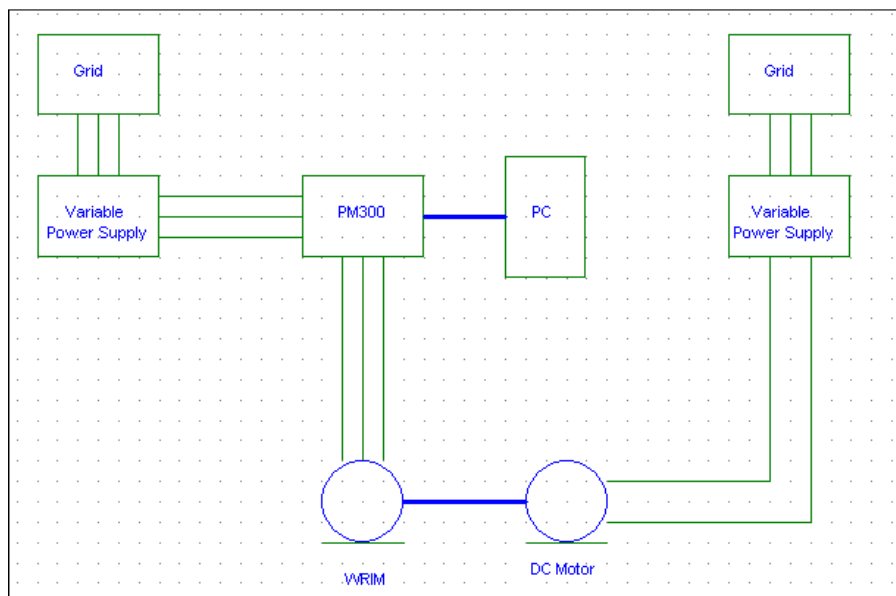 Grid
Grid
Variable
Power Supply
PM300
PC
Variable
Power Supply
WRIM
DC Motor